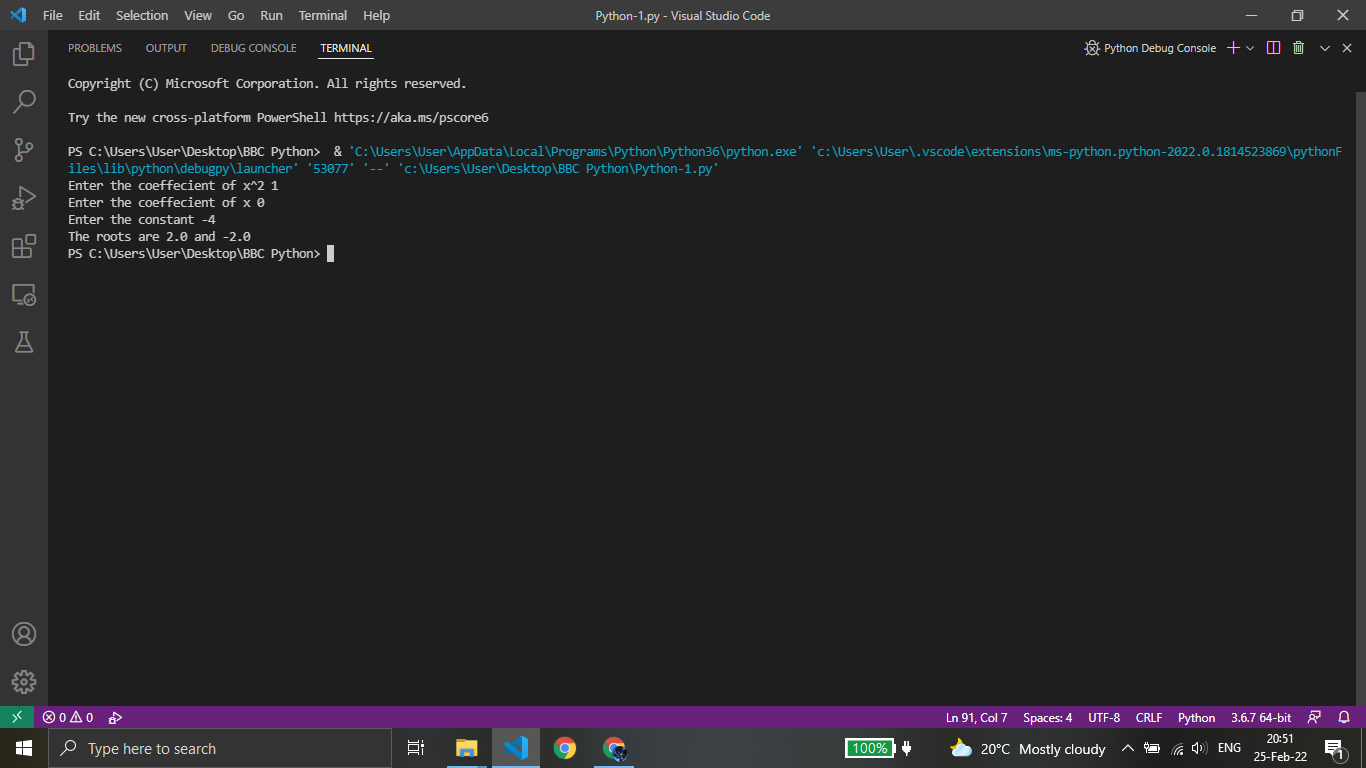 File Edit Selection View Go Run Terminal Help Python-1.py - Visual Studio Code
PROBLEMS OUTPUT DEBUG CONSOLE TERMINAL Python Debug Console
Copyright (C) Microsoft Corporation. All rights reserved.
Try the new cross-platform PowerShell https://aka.ms/pscore6
PS C:\Users\User\Desktop\BBC Python>  & 'C:\Users\User\AppData\Local\Programs\Python\Python36\python.exe' 'c:\Users\User\.vscode\extensions\ms-python.python-2022.0.1814523869\pythonF
iles\lib\python\debugpy\launcher' '53077' '--' 'c:\Users\User\Desktop\BBC Python\Python-1.py'
Enter the coeffecient of x^2 1
Enter the coeffecient of x 0
Enter the constant -4
The roots are 2.0 and -2.0
PS C:\Users\User\Desktop\BBC Python>
0 0 Ln 91, Col 7 Spaces: 4 UTF-8 CRLF Python 3.6.7 64-bit
Type here to search 100% 20°C Mostly cloudy ENG 20:51
25-Feb-22 1